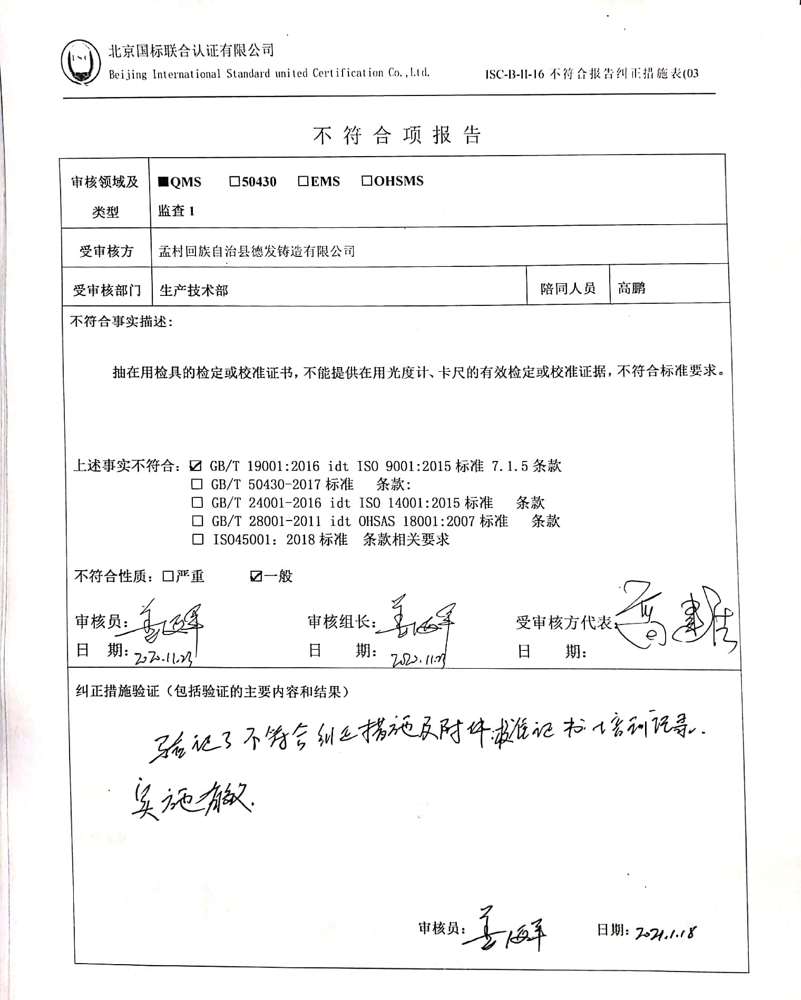 北京国标联合认证有限公司
Beijing International Standard united Certification Co.,Ltd.
ISC-B-II-16 不符合报告纠正措施表(03
不符合项报告
审核领域及类型
■QMS □50430 □EMS □OHSMS
监查 1
受审核方 孟村回族自治县德发铸造有限公司
受审核部门 生产技术部 陪同人员 高鹏
不符合事实描述:
抽在用检具的检定或校准证书,不能提供在用光度计、卡尺的有效检定或校准证据,不符合标准要求。
上述事实不符合: ☑ GB/T 19001:2016 idt ISO 9001:2015 标准 7.1.5 条款
□ GB/T 50430-2017 标准 条款:
□ GB/T 24001-2016 idt ISO 14001:2015 标准 条款
□ GB/T 28001-2011 idt OHSAS 18001:2007 标准 条款
□ ISO45001: 2018 标准 条款相关要求
不符合性质: □严重 ☑一般
审核员: 审核组长: 受审核方代表:
日 期: 2020.11.23 日 期: 2020.11.23 日 期:
纠正措施验证(包括验证的主要内容和结果)
验证了不符合纠正措施及附件:校准证书、培训记录.
实施有效.
审核员: 日期: 2021.1.18